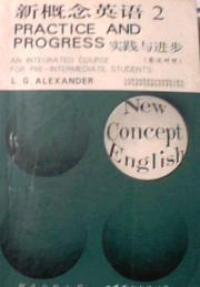 新概念英语 2
PRACTICE AND
PROGRESS 实践与进步
AN INTEGRATED COURSE
FOR PRE-INTERMEDIATE STUDENTS
L. G. ALEXANDER
New
Concept
English